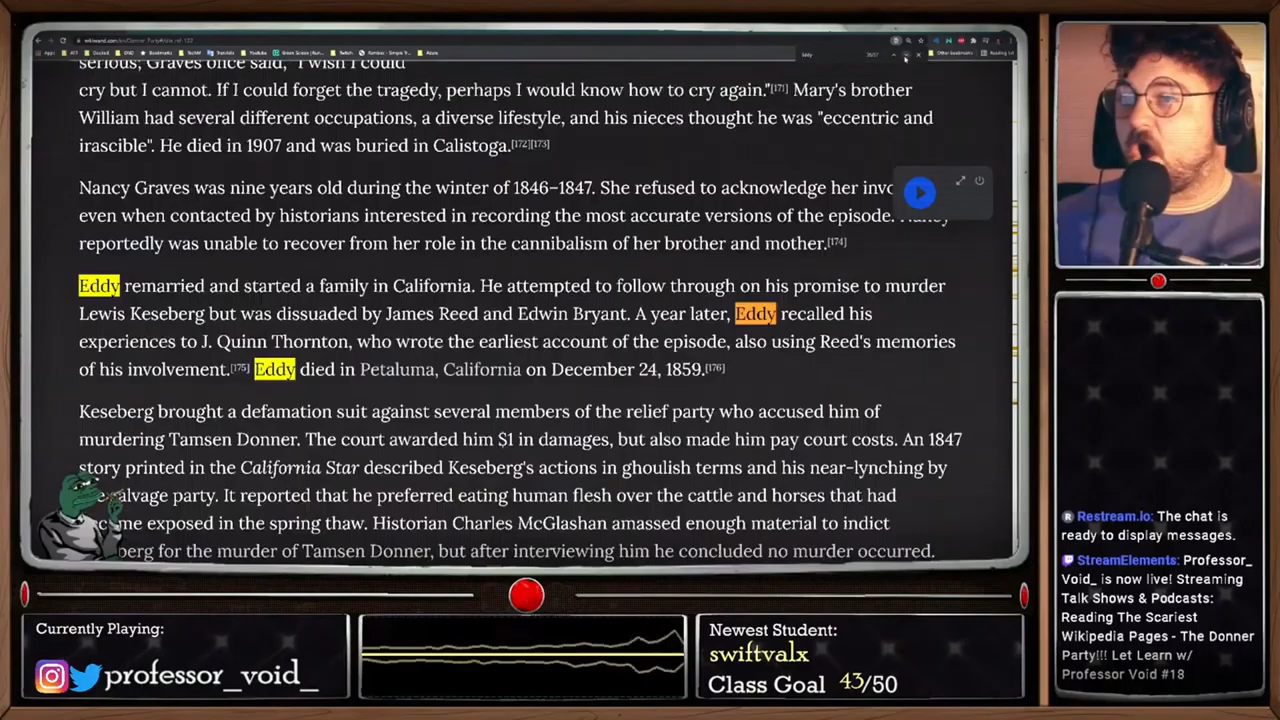 serious; Graves once said, "I wish I could
cry but I cannot. If I could forget the tragedy, perhaps I would know how to cry again."[171] Mary's brother
William had several different occupations, a diverse lifestyle, and his nieces thought he was "eccentric and
irascible". He died in 1907 and was buried in Calistoga.[172][173]
Nancy Graves was nine years old during the winter of 1846–1847. She refused to acknowledge her invo
even when contacted by historians interested in recording the most accurate versions of the episode. Nancy
reportedly was unable to recover from her role in the cannibalism of her brother and mother.[174]
Eddy remarried and started a family in California. He attempted to follow through on his promise to murder
Lewis Keseberg but was dissuaded by James Reed and Edwin Bryant. A year later, Eddy recalled his
experiences to J. Quinn Thornton, who wrote the earliest account of the episode, also using Reed's memories
of his involvement.[175] Eddy died in Petaluma, California on December 24, 1859.[176]
Keseberg brought a defamation suit against several members of the relief party who accused him of
murdering Tamsen Donner. The court awarded him $1 in damages, but also made him pay court costs. An 1847
story printed in the California Star described Keseberg's actions in ghoulish terms and his near-lynching by
salvage party. It reported that he preferred eating human flesh over the cattle and horses that had
me exposed in the spring thaw. Historian Charles McGlashan amassed enough material to indict
berg for the murder of Tamsen Donner, but after interviewing him he concluded no murder occurred.
Restream.io: The chat is
ready to display messages.
StreamElements: Professor_
Void_ is now live! Streaming
Talk Shows & Podcasts:
Reading The Scariest
Wikipedia Pages - The Donner
Party!!! Let Learn w/
Professor Void #18
Currently Playing:
professor_void_
Newest Student:
swiftvalx
Class Goal 43/50